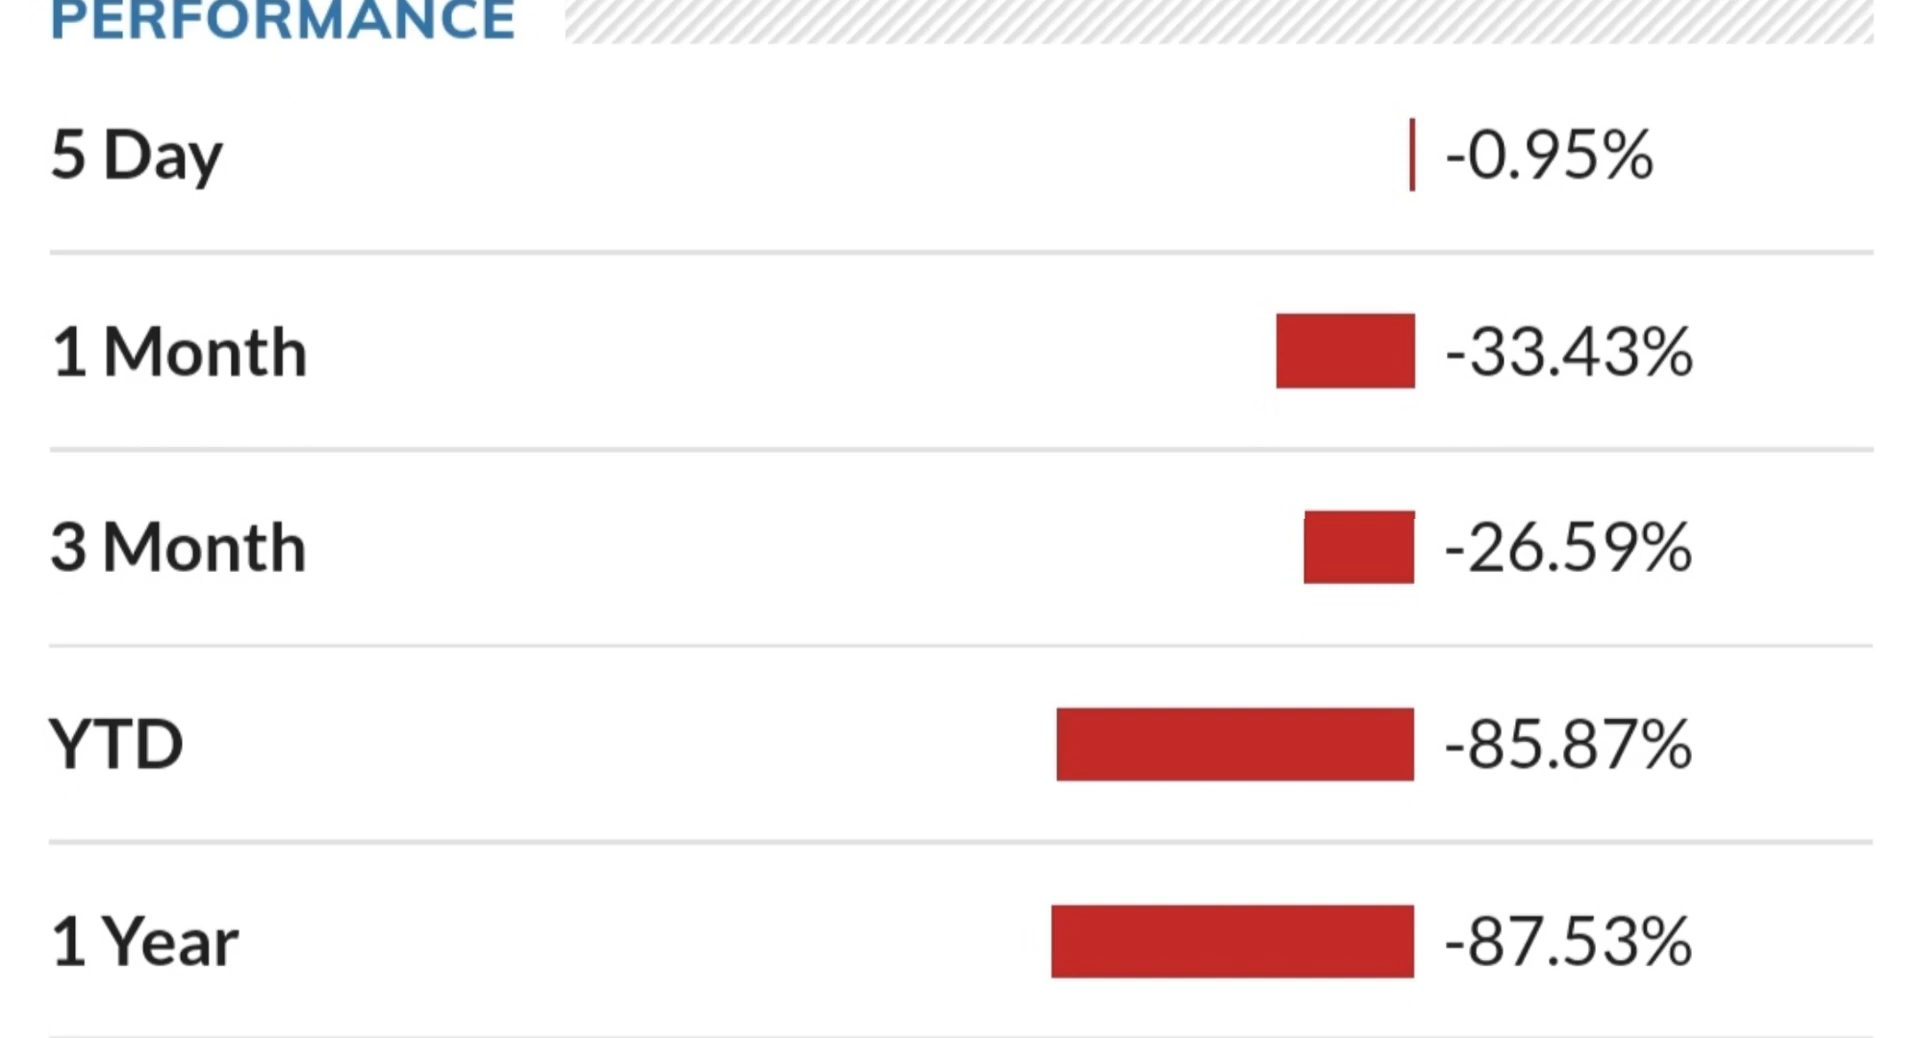 PERFORMANCE
5 Day -0.95%
1 Month -33.43%
3 Month -26.59%
YTD -85.87%
1 Year -87.53%